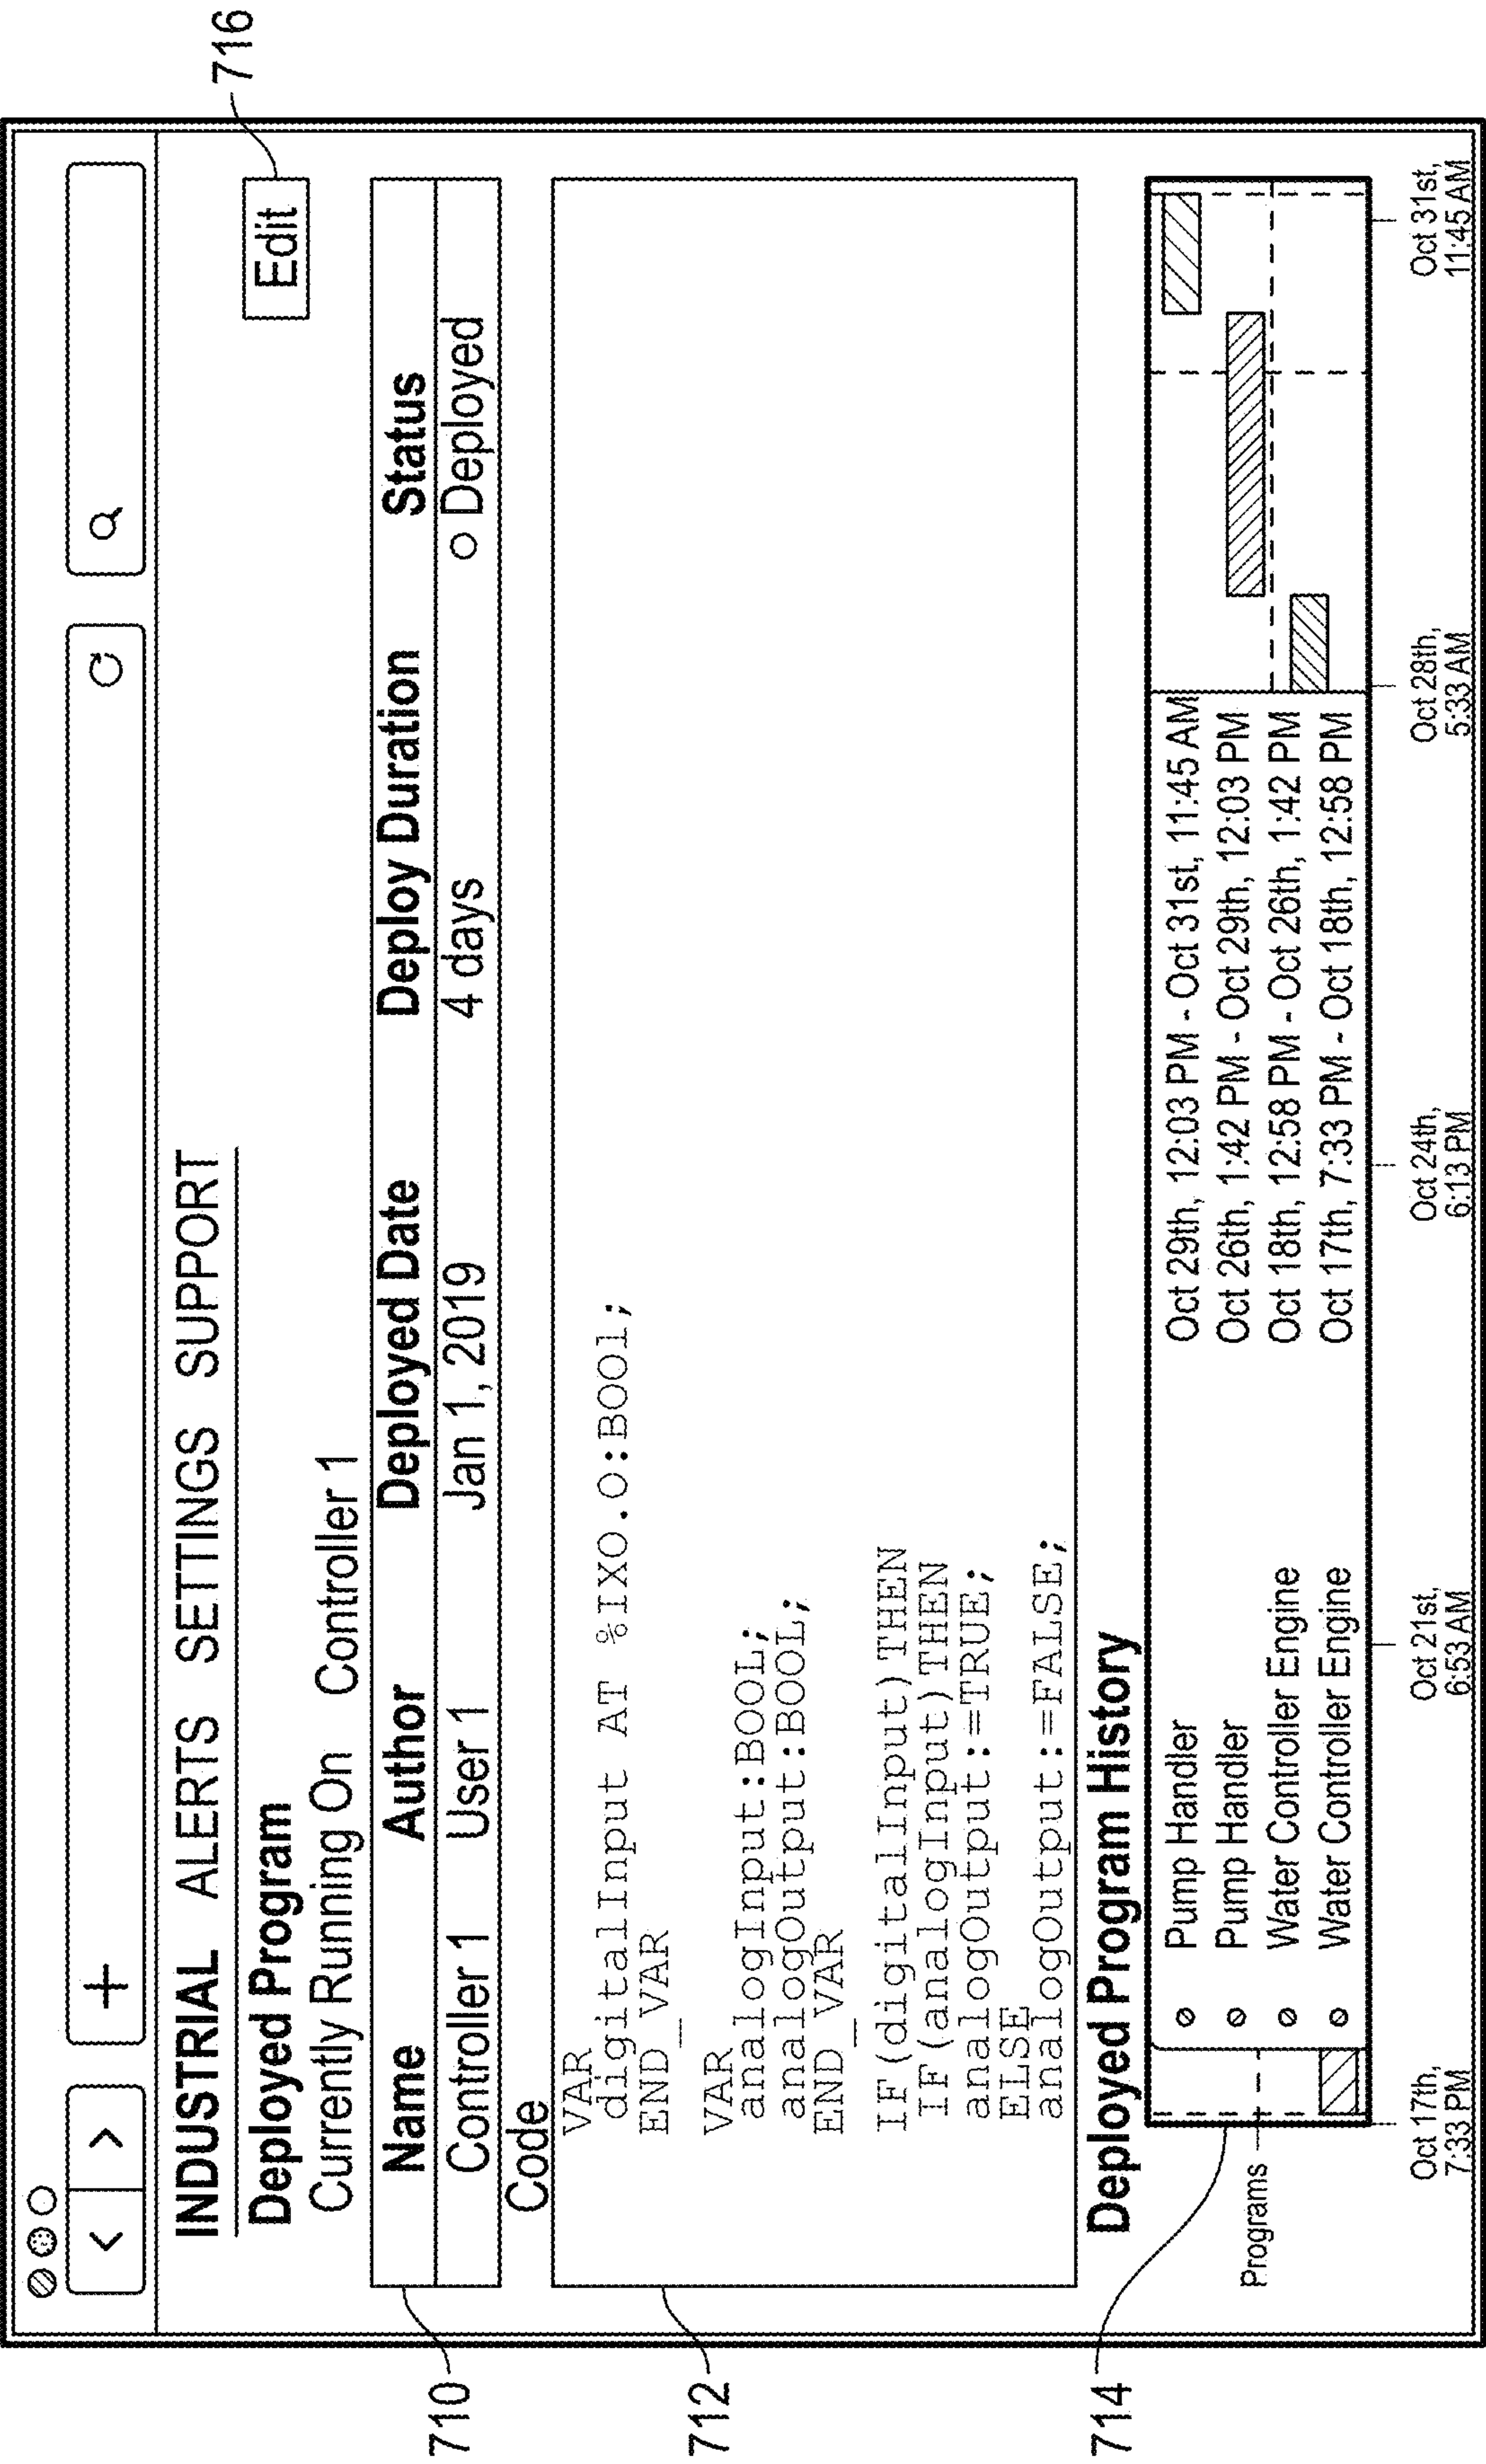 716
INDUSTRIAL ALERTS SETTINGS SUPPORT
Deployed Program
Edit
Currently Running On Controller 1
710
Name Author Deployed Date Deploy Duration Status
Controller 1 User 1 Jan 1, 2019 4 days Deployed
Code
712
VAR
digitalInput AT %IXO.O:BOOl;
END_VAR
VAR
analogInput:BOOL;
analogOutput:BOOL;
END_VAR
IF(digitalInput)THEN
IF(analogInput)THEN
analogOutput:=TRUE;
ELSE
analogOutput:=FALSE;
Deployed Program History
714
Pump Handler Oct 29th, 12:03 PM - Oct 31st, 11:45 AM
Pump Handler Oct 26th, 1:42 PM - Oct 29th, 12:03 PM
Programs
Water Controller Engine Oct 18th, 12:58 PM - Oct 26th, 1:42 PM
Water Controller Engine Oct 17th, 7:33 PM - Oct 18th, 12:58 PM
Oct 17th, Oct 21st, Oct 24th, Oct 28th, Oct 31st,
7:33 PM 6:53 AM 6:13 PM 5:33 AM 11:45 AM